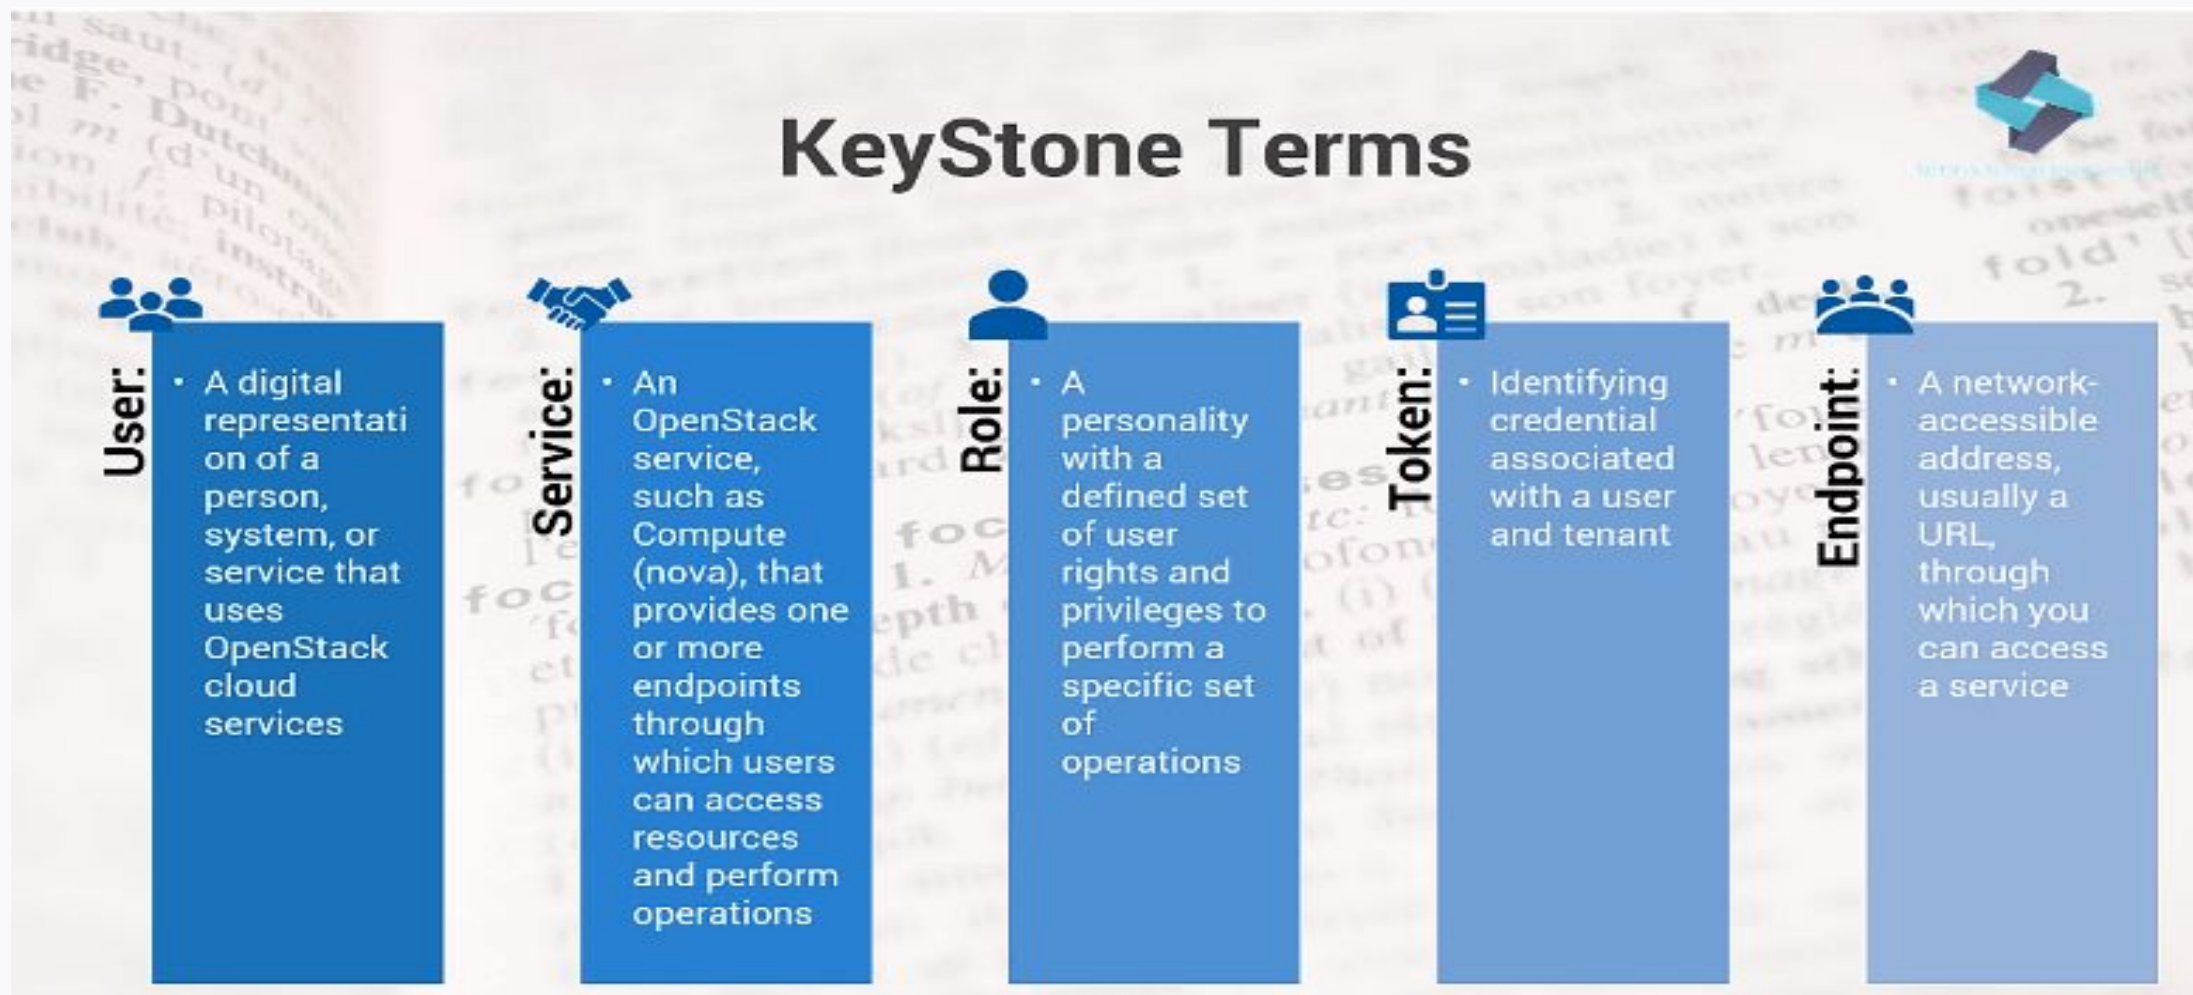 KeyStone Terms
User:
• A digital
representati
on of a
person,
system, or
service that
uses
OpenStack
cloud
services
Service:
• An
OpenStack
service,
such as
Compute
(nova), that
provides one
or more
endpoints
through
which users
can access
resources
and perform
operations
Role:
• A
personality
with a
defined set
of user
rights and
privileges to
perform a
specific set
of
operations
Token:
• Identifying
credential
associated
with a user
and tenant
Endpoint:
• A network-
accessible
address,
usually a
URL,
through
which you
can access
a service